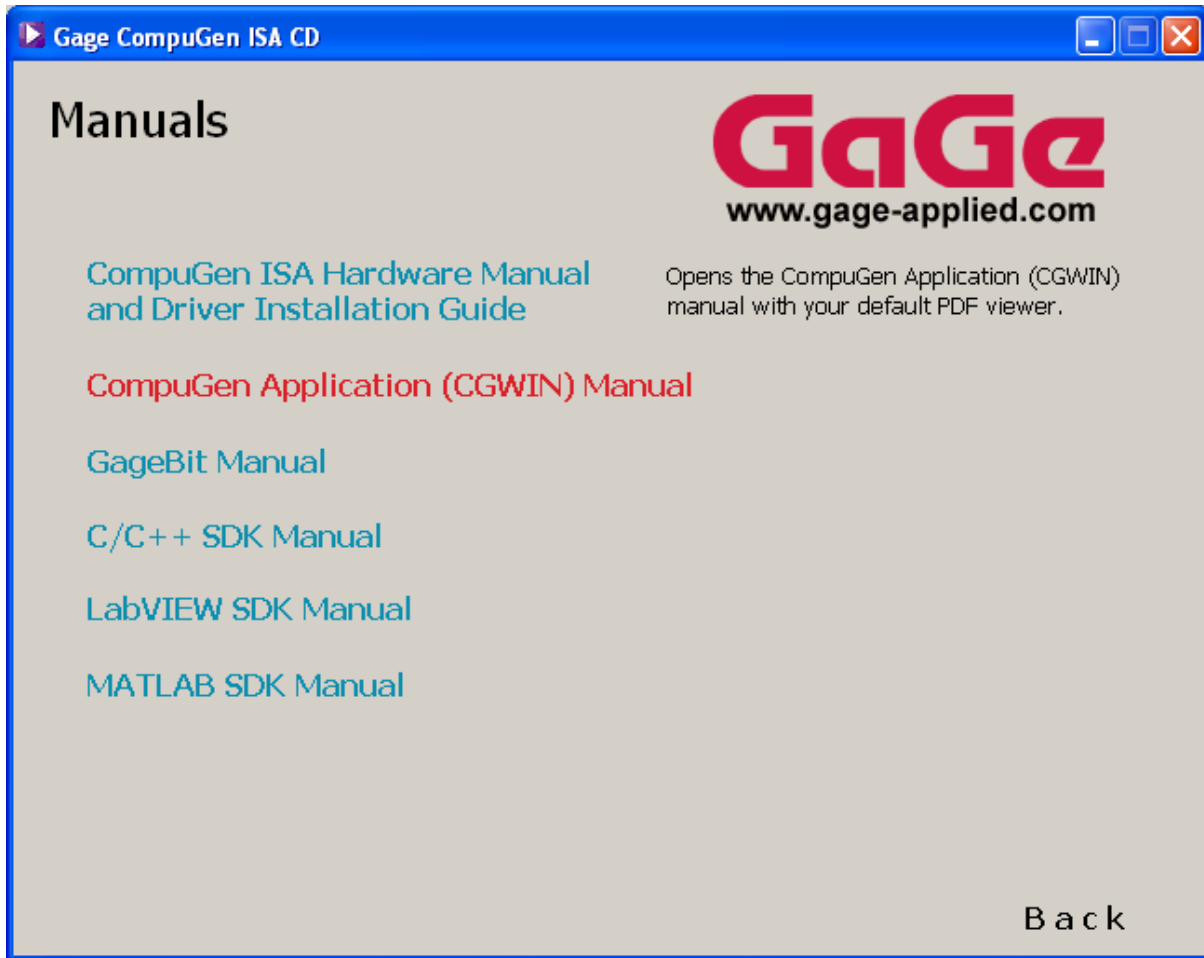 Gage CompuGen ISA CD
Manuals
GaGe
www.gage-applied.com
CompuGen ISA Hardware Manual
and Driver Installation Guide
Opens the CompuGen Application (CGWIN)
manual with your default PDF viewer.
CompuGen Application (CGWIN) Manual
GageBit Manual
C/C++ SDK Manual
LabVIEW SDK Manual
MATLAB SDK Manual
Back